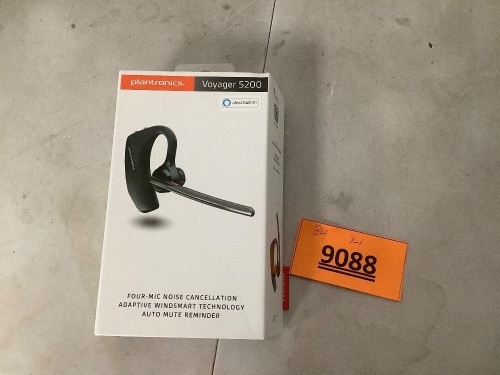 plantronics.
Voyager 5200
FOUR-MIC NOISE CANCELLATION
ADAPTIVE WINDSMART TECHNOLOGY
AUTO MUTE REMINDER
9088